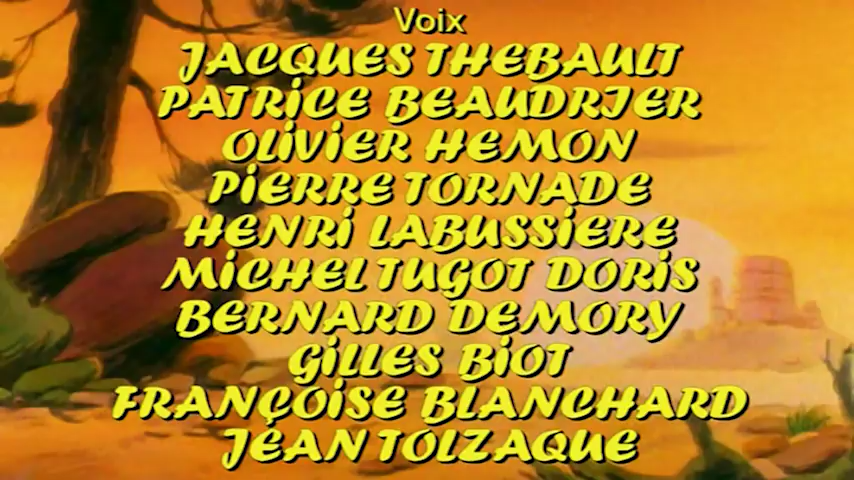 Voix
JACQUES THEBAULT
PATRICE BEAUDRIER
OLIVIER HEMON
PIERRE TORNADE
HENRI LABUSSIERE
MICHEL TUGOT DORIS
BERNARD DEMORY
GILLES BIOT
FRANÇOISE BLANCHARD
JEAN TOLZAQUE